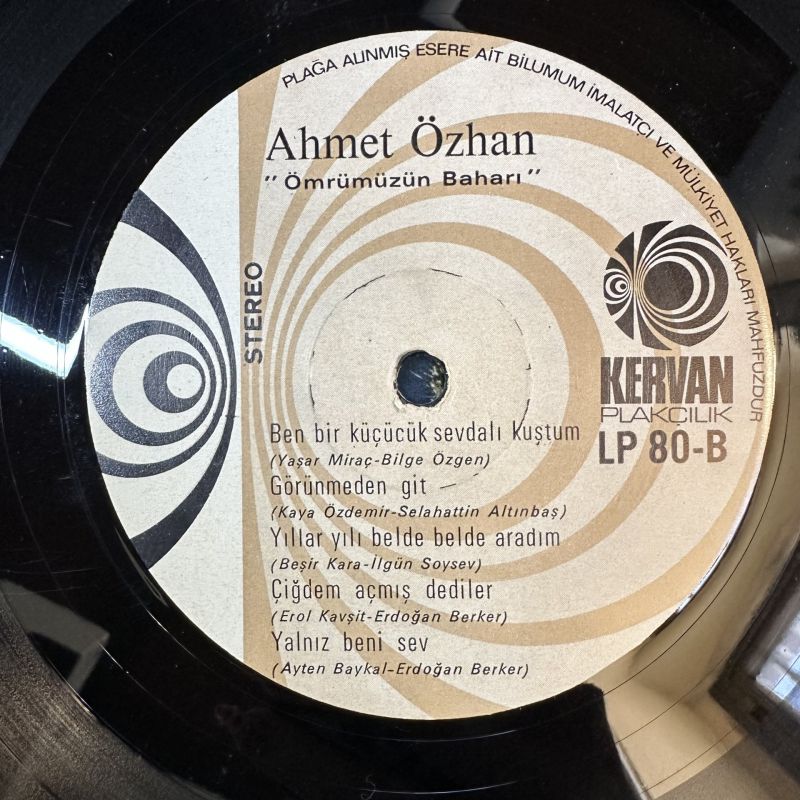 PLAĞA ALINMIŞ ESERE AİT BİLUMUM İMALATÇI VE MÜLKİYET HAKLARI MAHFUZDUR
Ahmet Özhan
"Ömrümüzün Baharı"
STEREO
KERVAN
PLAKÇILIK
LP 80-B
Ben bir küçücük sevdalı kuştum
(Yaşar Miraç-Bilge Özgen)
Görünmeden git
(Kaya Özdemir-Selahattin Altınbaş)
Yıllar yılı belde belde aradım
(Beşir Kara-İlgün Soysev)
Çiğdem açmış dediler
(Erol Kavşit-Erdoğan Berker)
Yalnız beni sev
(Ayten Baykal-Erdoğan Berker)